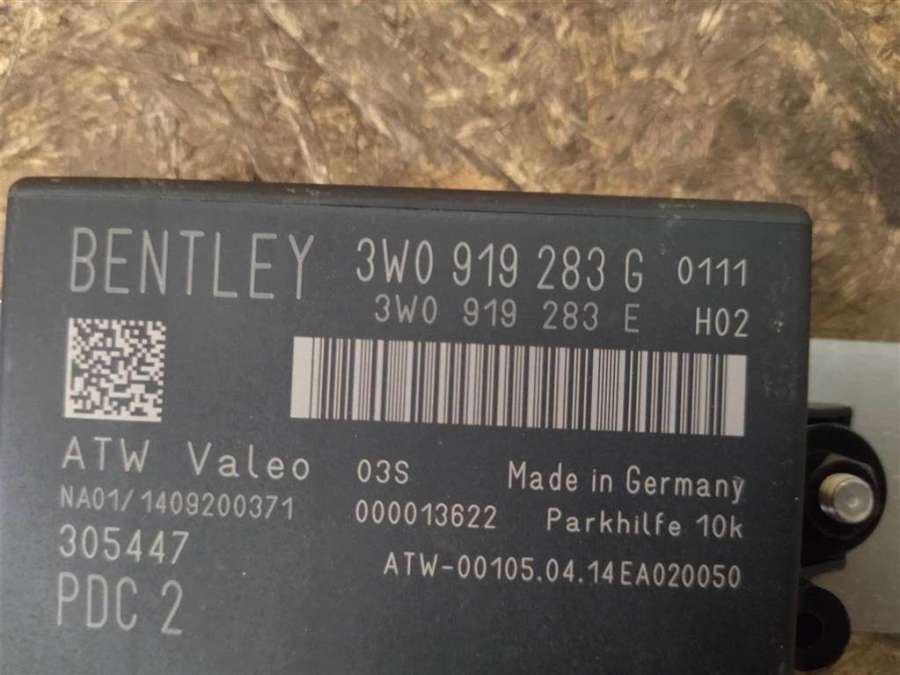 BENTLEY 3W0 919 283 G 0111
3W0 919 283 E H02
ATW Valeo 03S Made in Germany
NA01/1409200371 000013622 Parkhilfe 10k
305447 ATW-00105.04.14EA020050
PDC 2